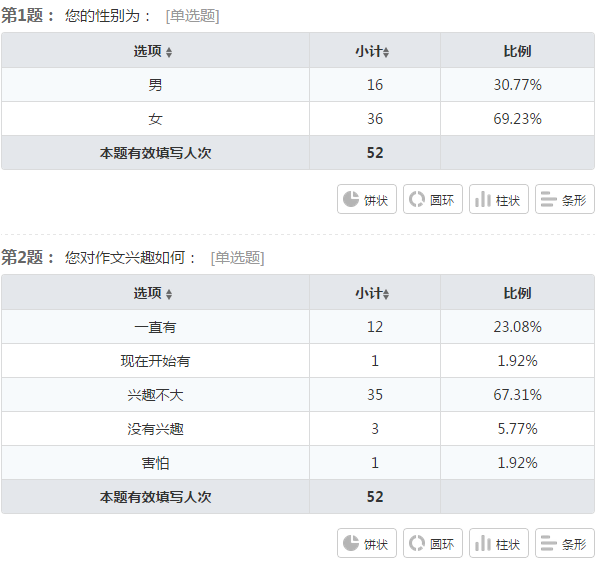 第1题： 您的性别为： [单选题]
选项 小计 比例
男 16 30.77%
女 36 69.23%
本题有效填写人次 52
饼状 圆环 柱状 条形
第2题： 您对作文兴趣如何： [单选题]
选项 小计 比例
一直有 12 23.08%
现在开始有 1 1.92%
兴趣不大 35 67.31%
没有兴趣 3 5.77%
害怕 1 1.92%
本题有效填写人次 52
饼状 圆环 柱状 条形